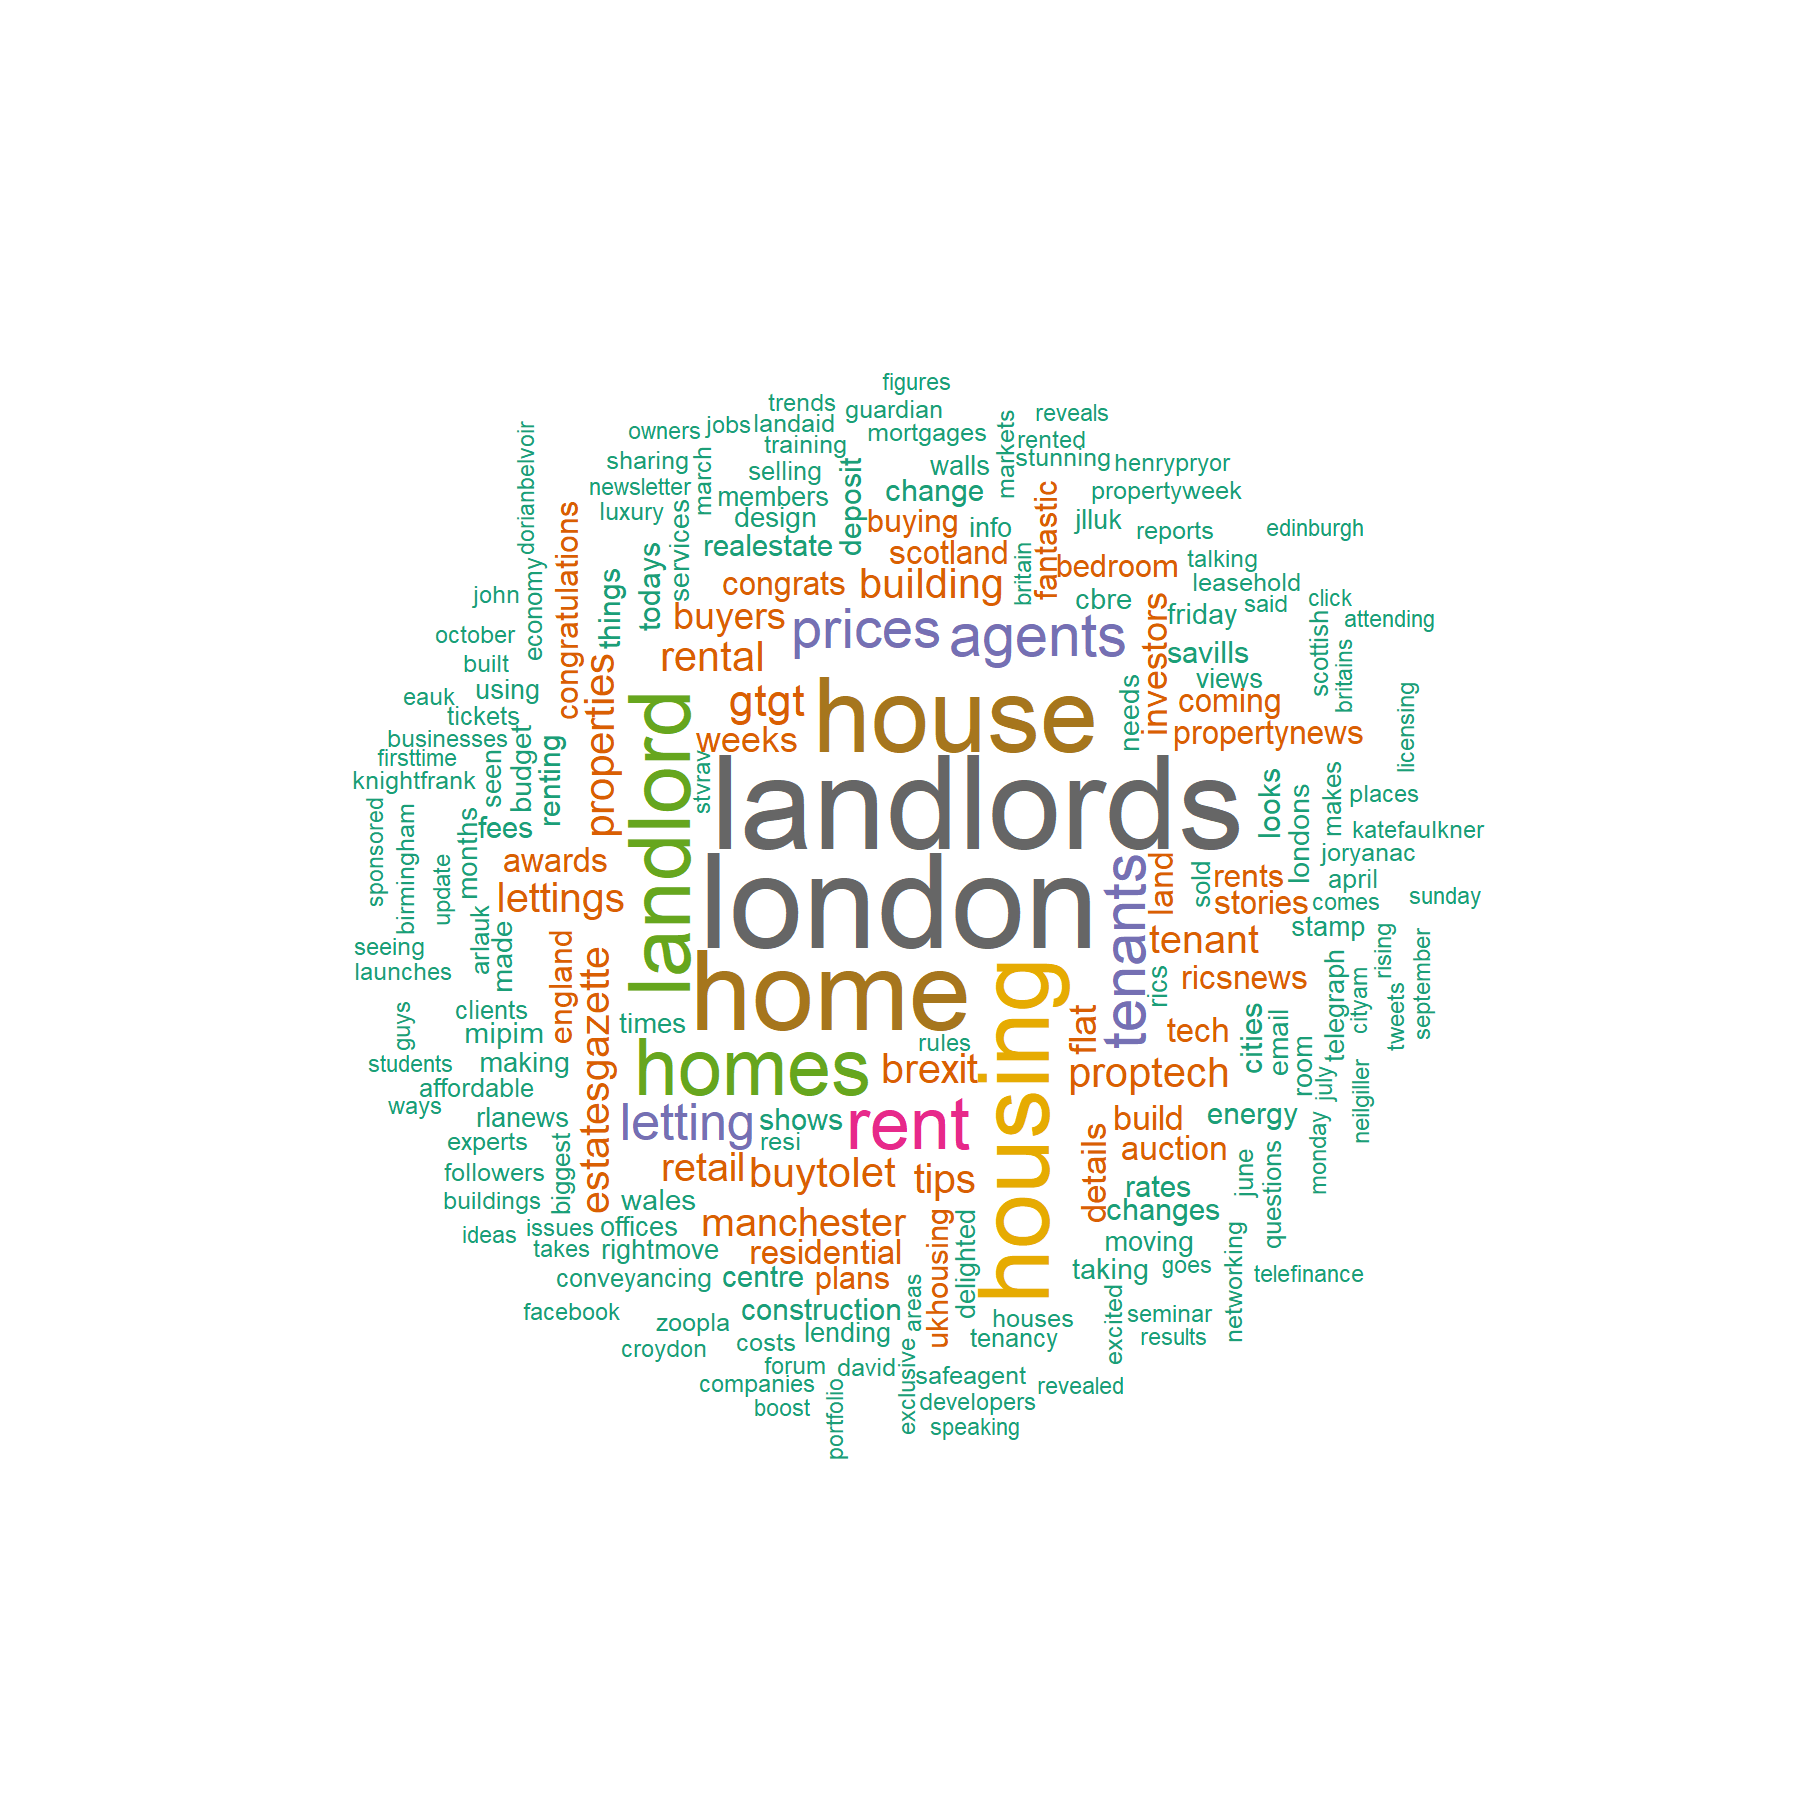 figures
trends
guardian
reveals
owners
jobs
landaid
mortgages
markets
rented
training
sharing
march
selling
deposit
walls
stunning
henrypryor
dorianbelvoir
newsletter
members
change
fantastic
propertyweek
luxury
services
design
buying
info
jlluk
reports
edinburgh
congratulations
realestate
scotland
britain
bedroom
talking
john
economy
things
todays
congrats
building
cbre
leasehold
investors
friday
said
click
attending
october
buyers
prices
agents
scottish
britains
built
properties
rental
savills
eauk
using
landlord
gtgt
house
needs
views
coming
licensing
tickets
businesses
budget
renting
weeks
propertynews
firsttime
knightfrank
seen
stvrav
landlords
looks
londons
makes
places
sponsored
birmingham
months
fees
katefaulkner
update
awards
london
tenants
land
sold
rents
joryanac
april
lettings
stories
comes
sunday
seeing
arlauk
made
england
estatesgazette
tenant
stamp
rising
september
launches
home
housing
rics
ricsnews
telegraph
cityam
tweets
guys
clients
mipim
times
flat
tech
cities
email
students
making
homes
rules
brexit
proptech
room
july
neilgiller
affordable
ways
rlanews
letting
shows
rent
build
energy
monday
experts
biggest
resi
details
auction
questions
june
followers
retail
buytolet
tips
rates
buildings
wales
changes
ideas
issues
offices
manchester
ukhousing
delighted
networking
takes
rightmove
residential
moving
conveyancing
centre
plans
taking
goes
telefinance
facebook
construction
areas
houses
excited
seminar
zoopla
lending
tenancy
results
croydon
costs
exclusive
forum
david
safeagent
companies
portfolio
revealed
boost
developers
speaking